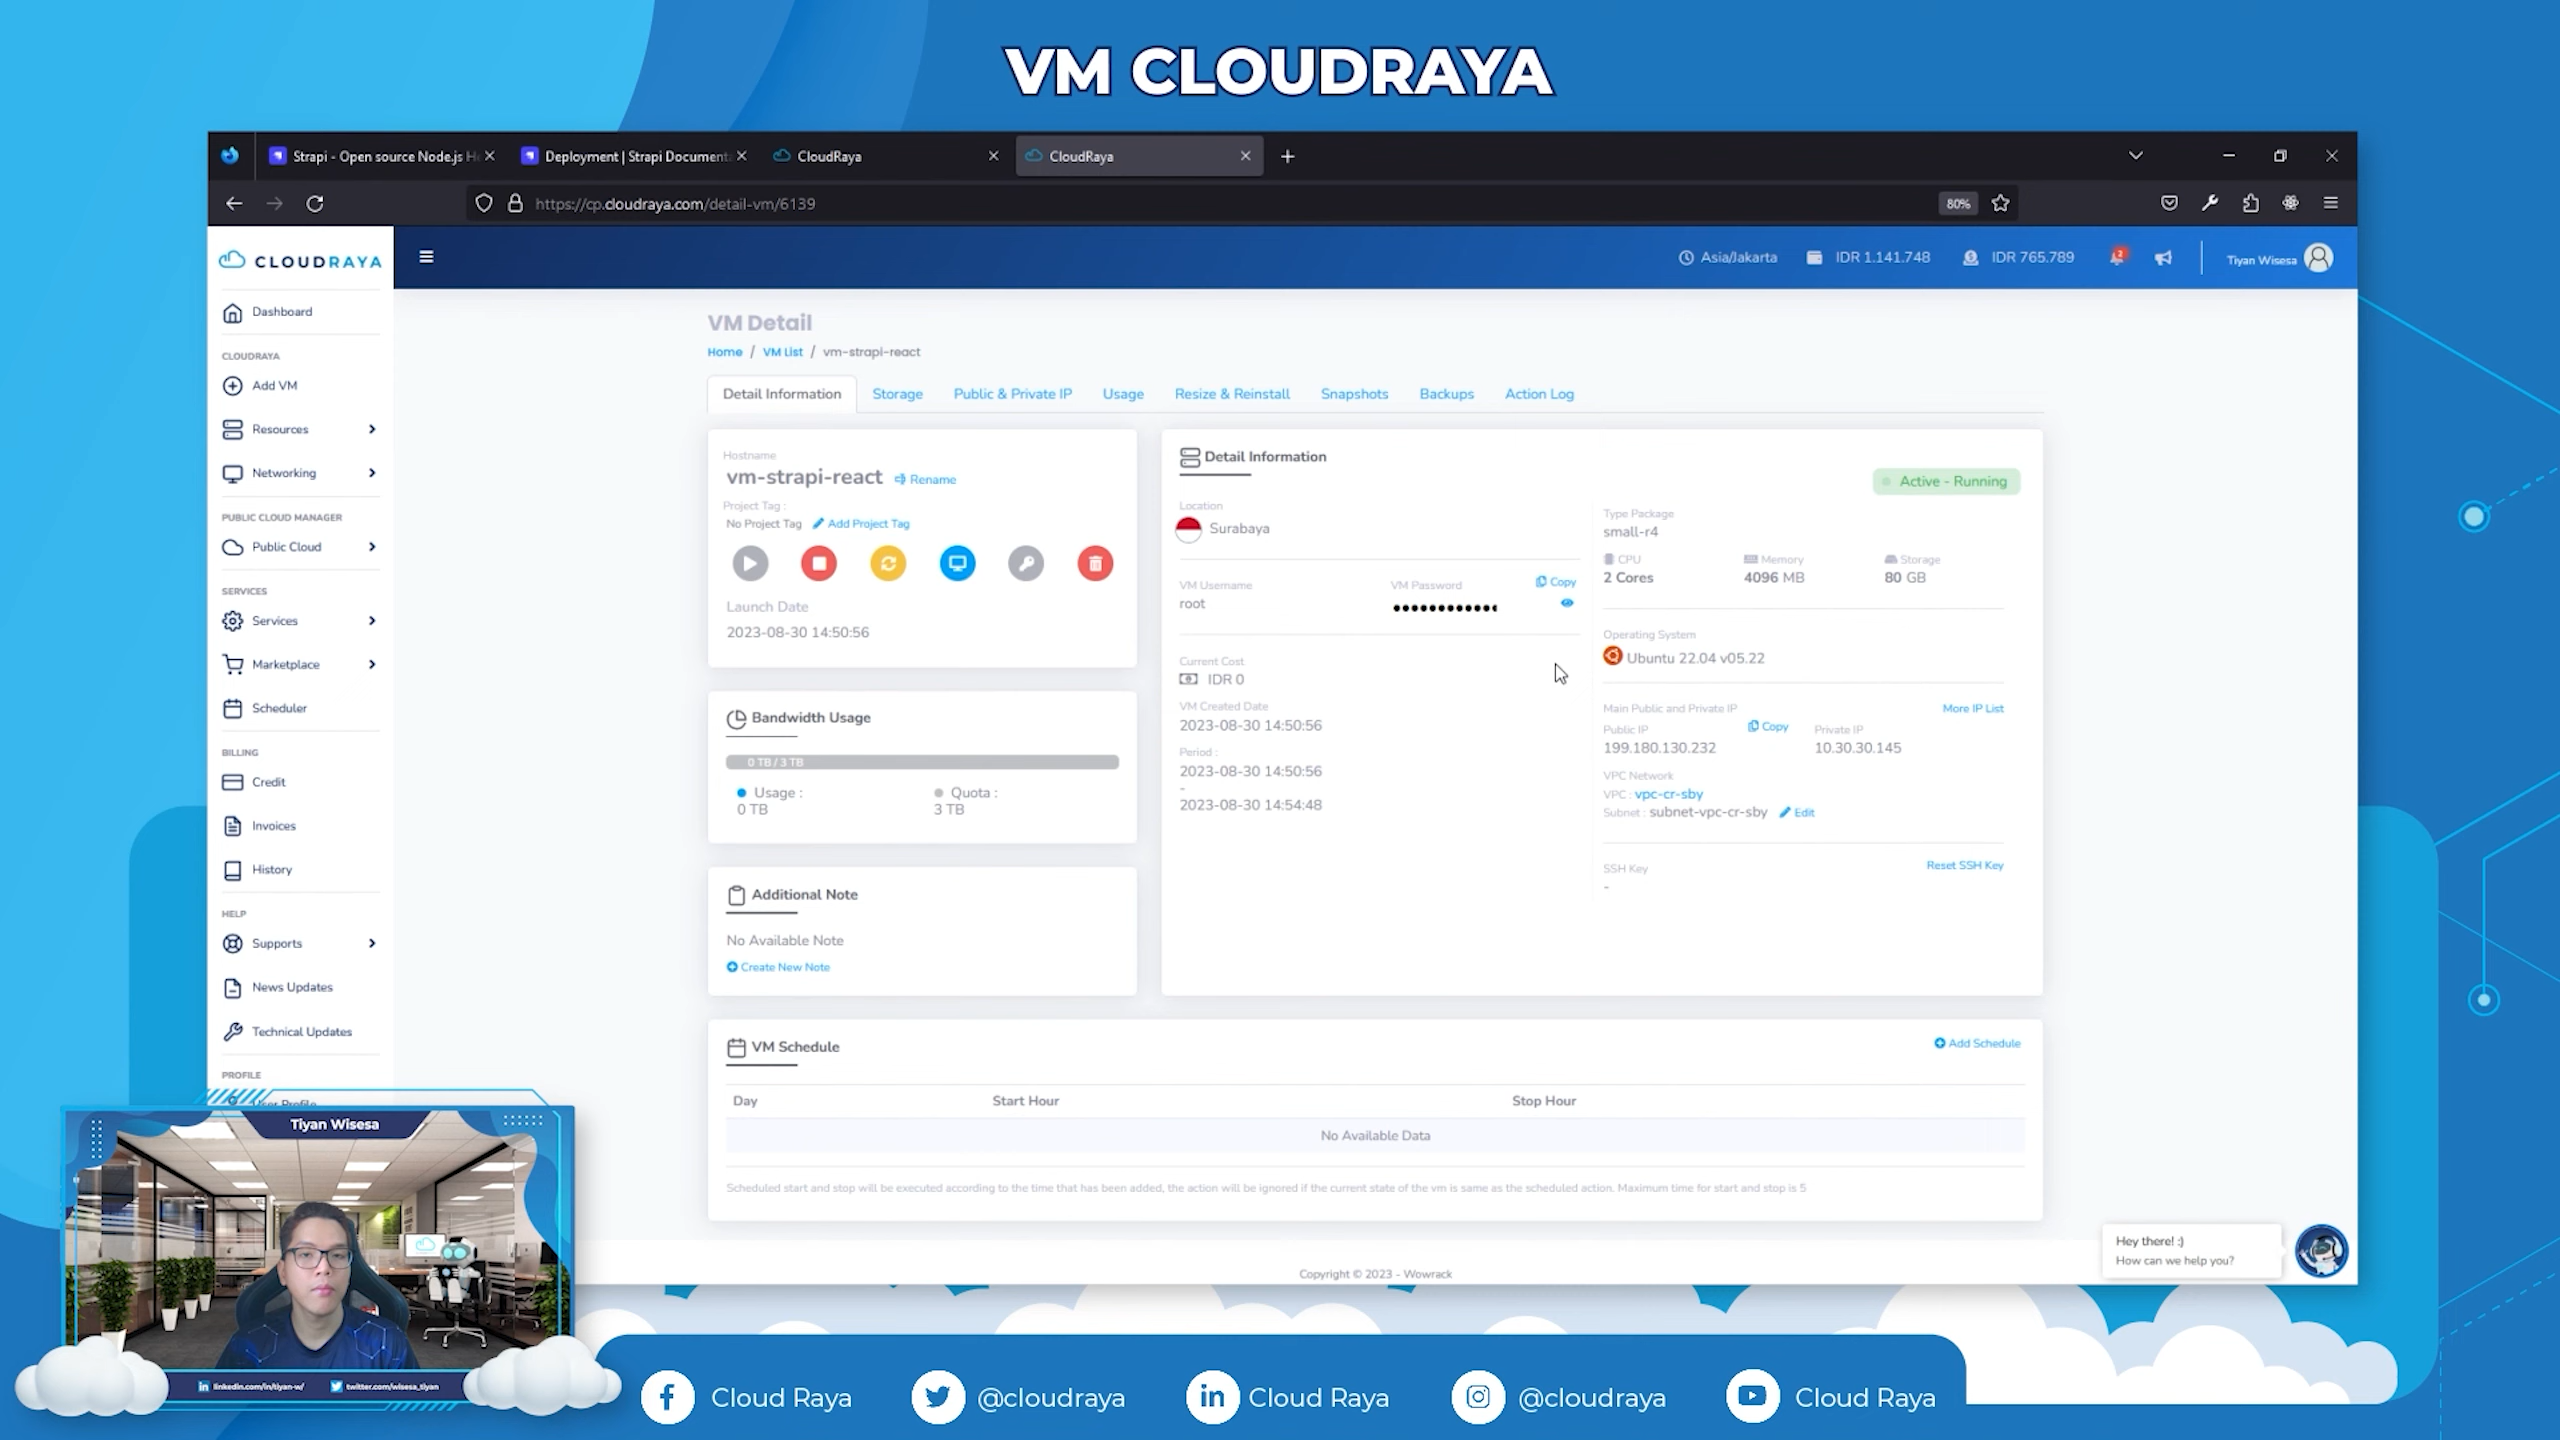 VM CLOUDRAYA
Strapi - Open source Node.js H
Deployment | Strapi Document
CloudRaya
CloudRaya
https://cp.cloudraya.com/detail-vm/6139
80%
CLOUDRAYA
Asia/Jakarta
IDR 1.141.748
IDR 765.789
2
Tiyan Wisesa
Dashboard
CLOUDRAYA
Add VM
Resources
Networking
PUBLIC CLOUD MANAGER
Public Cloud
SERVICES
Services
Marketplace
Scheduler
BILLING
Credit
Invoices
History
HELP
Supports
News Updates
Technical Updates
PROFILE
User Profile
VM Detail
Home / VM List / vm-strapi-react
Detail Information
Storage
Public & Private IP
Usage
Resize & Reinstall
Snapshots
Backups
Action Log
Hostname
vm-strapi-react
Rename
Project Tag :
No Project Tag
Add Project Tag
Launch Date
2023-08-30 14:50:56
Bandwidth Usage
0 TB / 3 TB
Usage :
0 TB
Quota :
3 TB
Additional Note
No Available Note
Create New Note
Detail Information
Active - Running
Location
Surabaya
VM Username
root
VM Password
Copy
Current Cost
IDR 0
VM Created Date
2023-08-30 14:50:56
Period :
2023-08-30 14:50:56
-
2023-08-30 14:54:48
Type Package
small-r4
CPU
2 Cores
Memory
4096 MB
Storage
80 GB
Operating System
Ubuntu 22.04 v05.22
Main Public and Private IP
More IP List
Public IP
Copy
199.180.130.232
Private IP
10.30.30.145
VPC Network
VPC : vpc-cr-sby
Subnet : subnet-vpc-cr-sby
Edit
SSH Key
-
Reset SSH Key
VM Schedule
Add Schedule
Day
Start Hour
Stop Hour
No Available Data
Scheduled start and stop will be executed according to the time that has been added, the action will be ignored if the current state of the vm is same as the scheduled action. Maximum time for start and stop is 5
Hey there! :)
How can we help you?
Copyright © 2023 - Wowrack
Tiyan Wisesa
linkedin.com/in/tiyan-w/
twitter.com/wisesa_tiyan
Cloud Raya
@cloudraya
Cloud Raya
@cloudraya
Cloud Raya